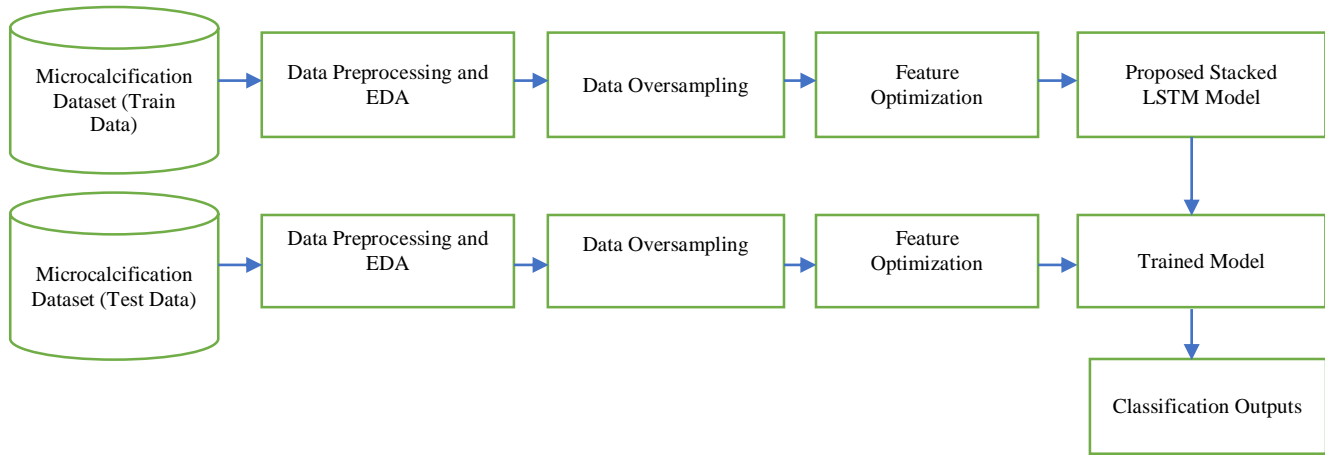 Microcalcification
Dataset (Train
Data)
Data Preprocessing and
EDA
Data Oversampling
Feature
Optimization
Proposed Stacked
LSTM Model
Microcalcification
Dataset (Test Data)
Data Preprocessing and
EDA
Data Oversampling
Feature
Optimization
Trained Model
Classification Outputs